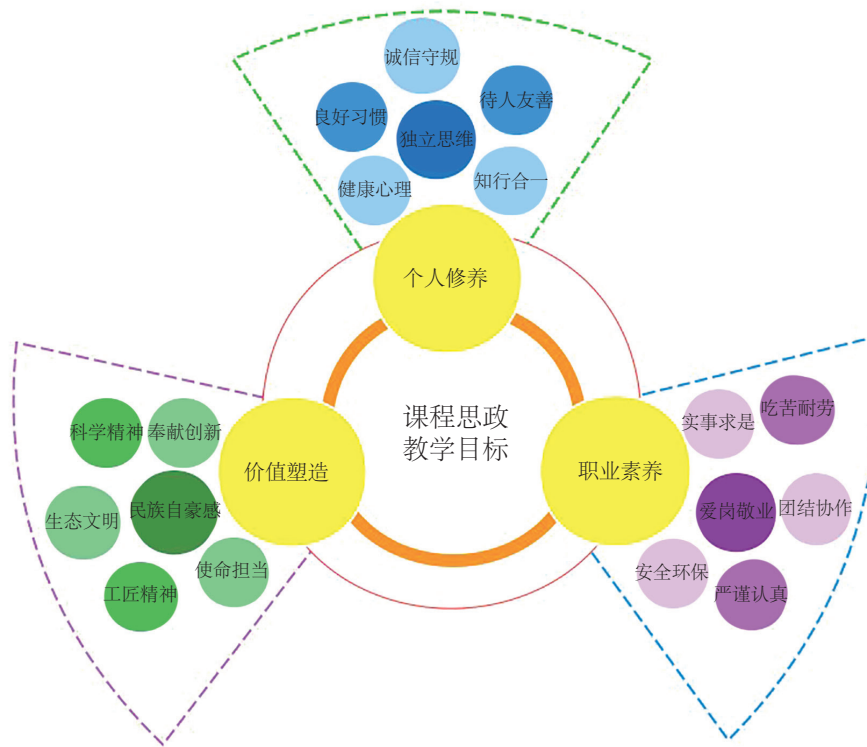 诚信守规
待人友善
良好习惯
独立思维
健康心理
知行合一
个人修养
课程思政
教学目标
价值塑造
职业素养
科学精神
奉献创新
生态文明
民族自豪感
使命担当
工匠精神
实事求是
吃苦耐劳
爱岗敬业
团结协作
安全环保
严谨认真